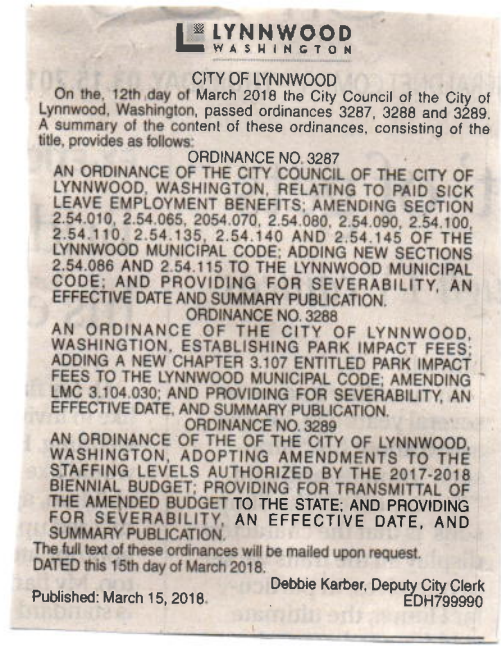 LYNNWOOD
WASHINGTON
CITY OF LYNNWOOD
On the, 12th day of March 2018 the City Council of the City of
Lynnwood, Washington, passed ordinances 3287, 3288 and 3289.
A summary of the content of these ordinances, consisting of the
title, provides as follows:
ORDINANCE NO. 3287
AN ORDINANCE OF THE CITY COUNCIL OF THE CITY OF
LYNNWOOD, WASHINGTON, RELATING TO PAID SICK
LEAVE EMPLOYMENT BENEFITS; AMENDING SECTION
2.54.010, 2.54.065, 2054.070, 2.54.080, 2.54.090, 2.54.100,
2.54.110, 2.54.135, 2.54.140 AND 2.54.145 OF THE
LYNNWOOD MUNICIPAL CODE; ADDING NEW SECTIONS
2.54.086 AND 2.54.115 TO THE LYNNWOOD MUNICIPAL
CODE; AND PROVIDING FOR SEVERABILITY, AN
EFFECTIVE DATE AND SUMMARY PUBLICATION.
ORDINANCE NO. 3288
AN ORDINANCE OF THE CITY OF LYNNWOOD,
WASHINGTION, ESTABLISHING PARK IMPACT FEES;
ADDING A NEW CHAPTER 3.107 ENTITLED PARK IMPACT
FEES TO THE LYNNWOOD MUNICIPAL CODE; AMENDING
LMC 3.104.030; AND PROVIDING FOR SEVERABILITY, AN
EFFECTIVE DATE, AND SUMMARY PUBLICATION.
ORDINANCE NO. 3289
AN ORDINANCE OF THE OF THE CITY OF LYNNWOOD,
WASHINGTON, ADOPTING AMENDMENTS TO THE
STAFFING LEVELS AUTHORIZED BY THE 2017-2018
BIENNIAL BUDGET; PROVIDING FOR TRANSMITTAL OF
THE AMENDED BUDGET TO THE STATE; AND PROVIDING
FOR SEVERABILITY, AN EFFECTIVE DATE, AND
SUMMARY PUBLICATION.
The full text of these ordinances will be mailed upon request.
DATED this 15th day of March 2018.
Debbie Karber, Deputy City Clerk
Published: March 15, 2018.
EDH799990